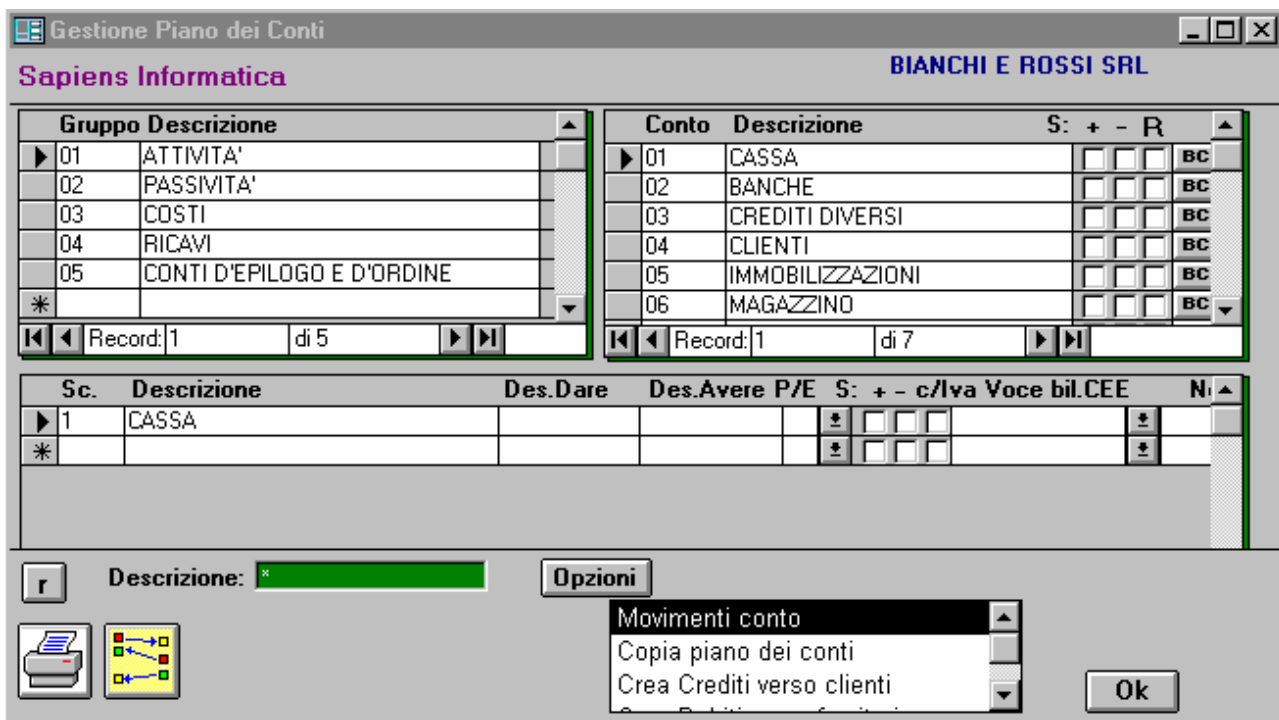 Gestione Piano dei Conti
Sapiens Informatica
BIANCHI E ROSSI SRL
Gruppo Descrizione
01 ATTIVITA'
02 PASSIVITA'
03 COSTI
04 RICAVI
05 CONTI D'EPILOGO E D'ORDINE
Record: 1 di 5
Conto Descrizione S: + - R
01 CASSA BC
02 BANCHE BC
03 CREDITI DIVERSI BC
04 CLIENTI BC
05 IMMOBILIZZAZIONI BC
06 MAGAZZINO BC
Record: 1 di 7
Sc. Descrizione Des.Dare Des.Avere P/E S: + - c/Iva Voce bil.CEE
1 CASSA
r Descrizione: * Opzioni
Movimenti conto
Copia piano dei conti
Crea Crediti verso clienti
Ok